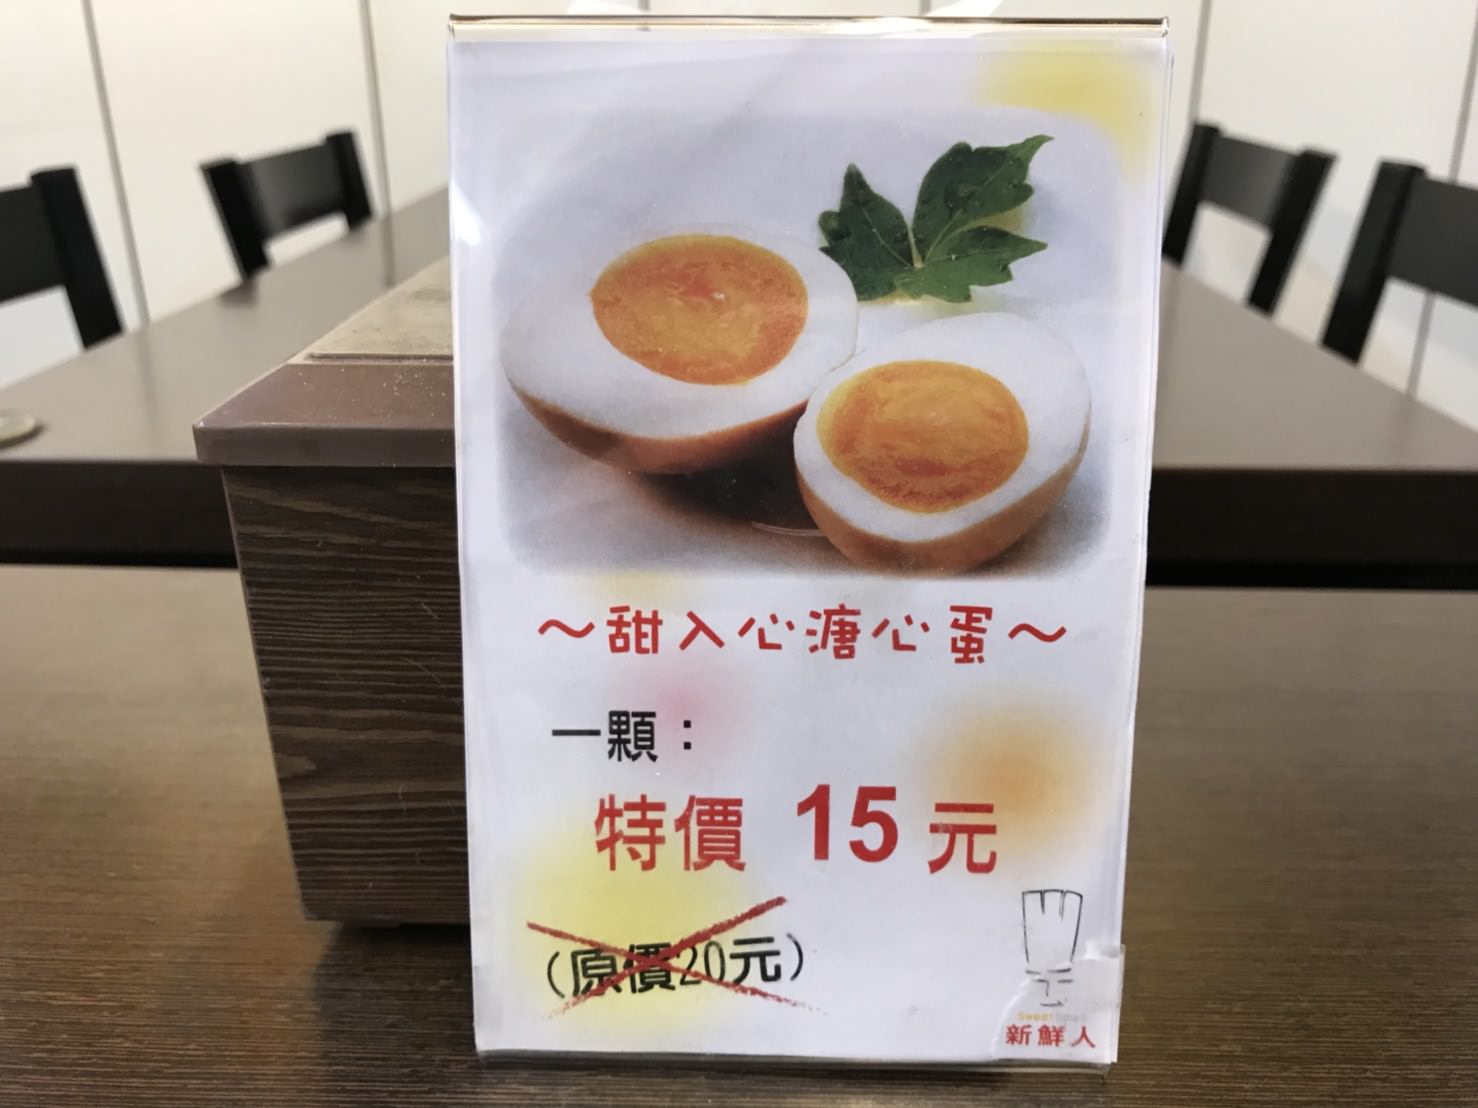 ～甜入心溏心蛋～
一顆：
特價 15元
(原價20元)
新鮮人